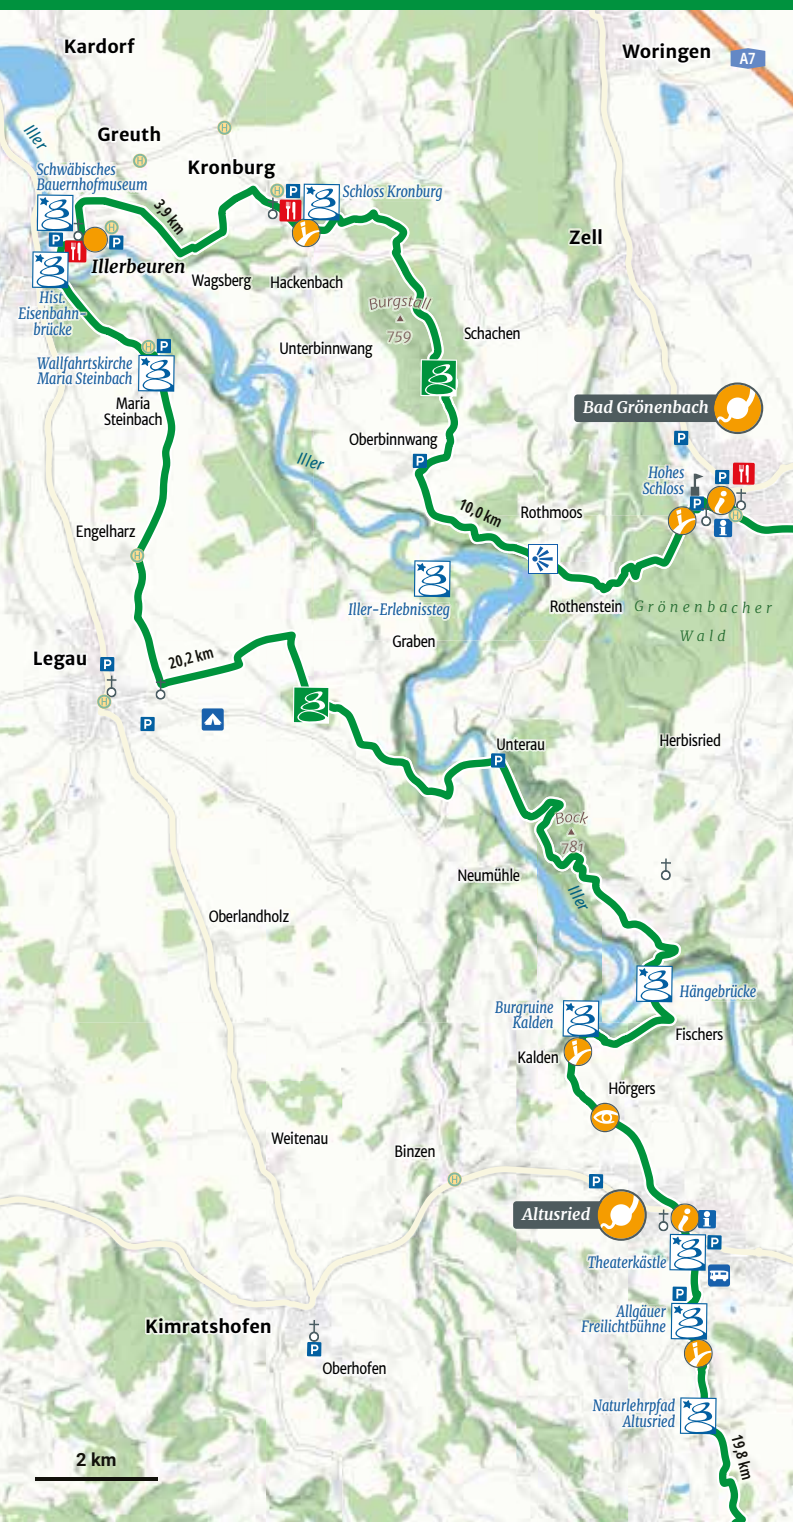 Kardorf
Woringen
A7
Iller
Greuth
H
H
Schwäbisches
Bauernhofmuseum
Kronburg
H
P
Schloss Kronburg
3,9 km
H
P
P
Illerbeuren
Zell
Wagsberg
Hackenbach
Hist.
Eisenbahn-
brücke
Burgstall
759
Schachen
H
P
Unterbinnwang
Wallfahrtskirche
Maria Steinbach
Maria
Steinbach
Bad Grönenbach
P
Oberbinnwang
P
Iller
Hohes
Schloss
P
P
i
H
i
10,0 km
Rothmoos
Engelharz
H
Iller-Erlebnissteg
Rothenstein
Grönenbacher
Wald
Graben
Legau
P
20,2 km
H
P
Unterau
P
Herbisried
Bock
781
Neumühle
Iller
Oberlandholz
Hängebrücke
Burgruine
Kalden
Fischers
Kalden
Hörgers
Weitenau
Binzen
H
P
Altusried
i
i
P
Theaterkästle
P
Allgäuer
Freilichtbühne
Kimratshofen
P
Oberhofen
Naturlehrpfad
Altusried
19,8 km
2 km